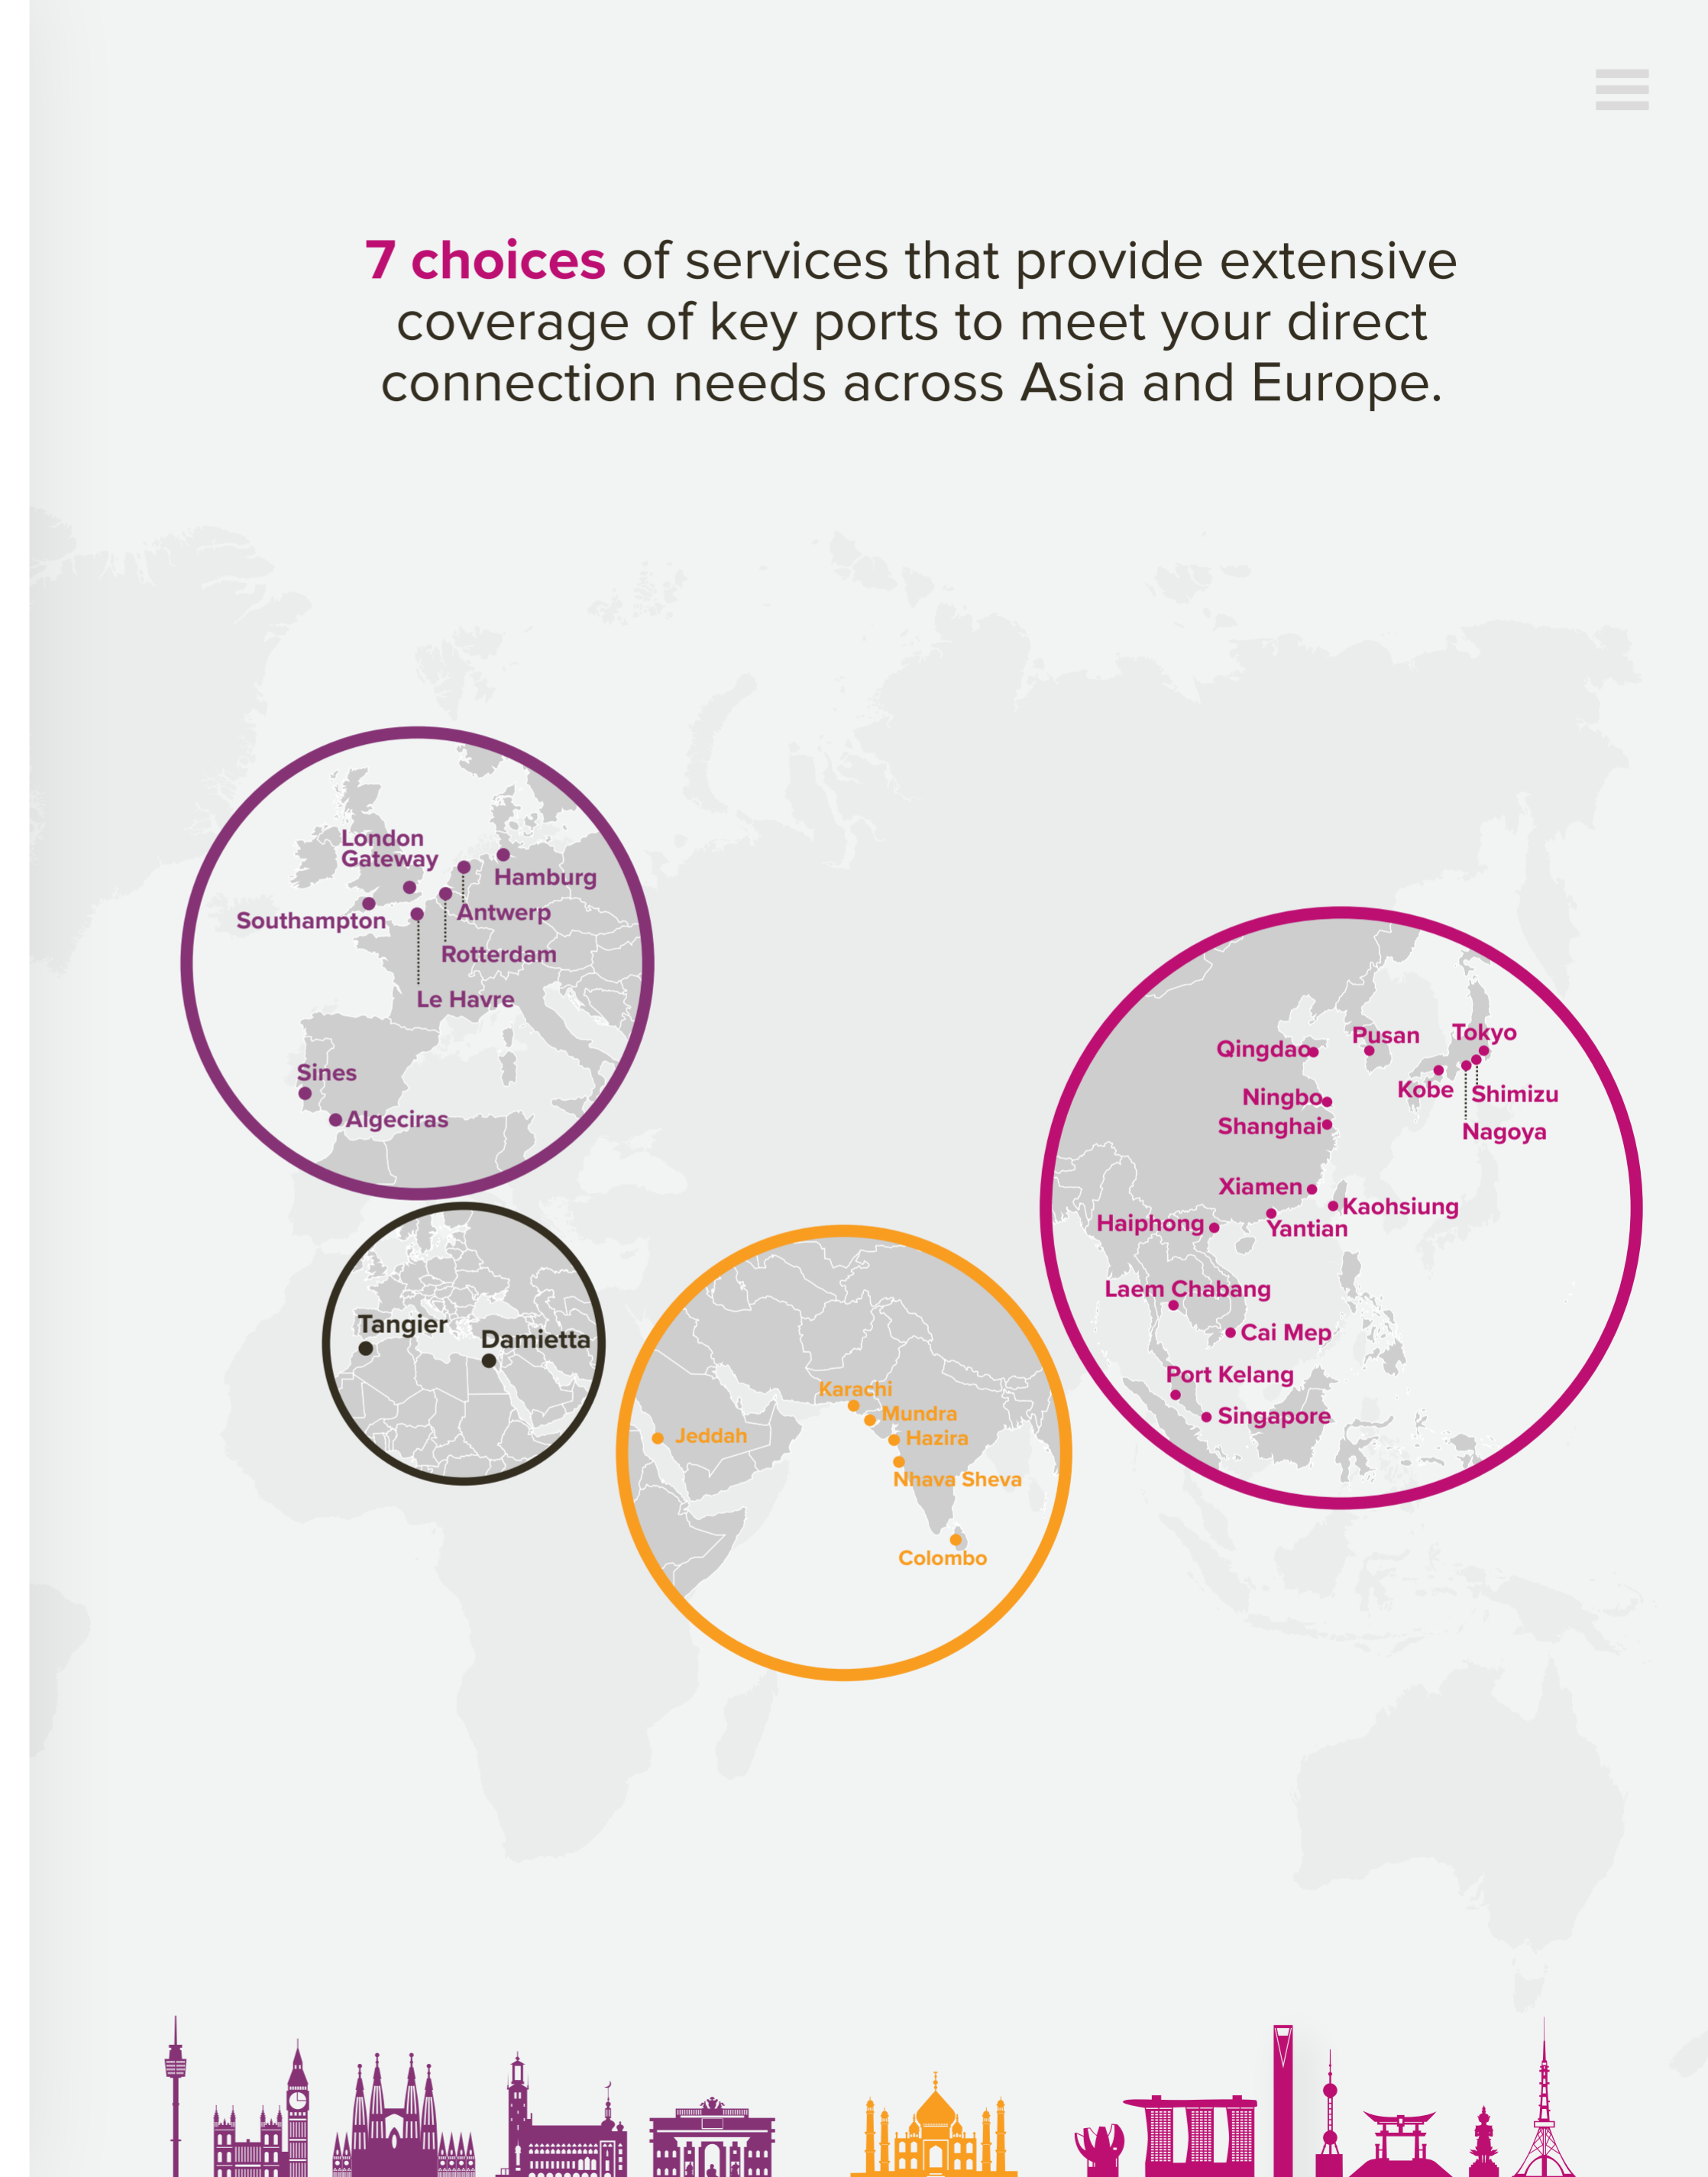 7 choices of services that provide extensive
coverage of key ports to meet your direct
connection needs across Asia and Europe.
London
Gateway
Hamburg
Southampton
Antwerp
Rotterdam
Le Havre
Sines
Algeciras
Tangier
Damietta
Karachi
Mundra
Jeddah
Hazira
Nhava Sheva
Colombo
Qingdao
Pusan
Tokyo
Ningbo
Kobe
Shimizu
Shanghai
Nagoya
Xiamen
Kaohsiung
Haiphong
Yantian
Laem Chabang
Cai Mep
Port Kelang
Singapore